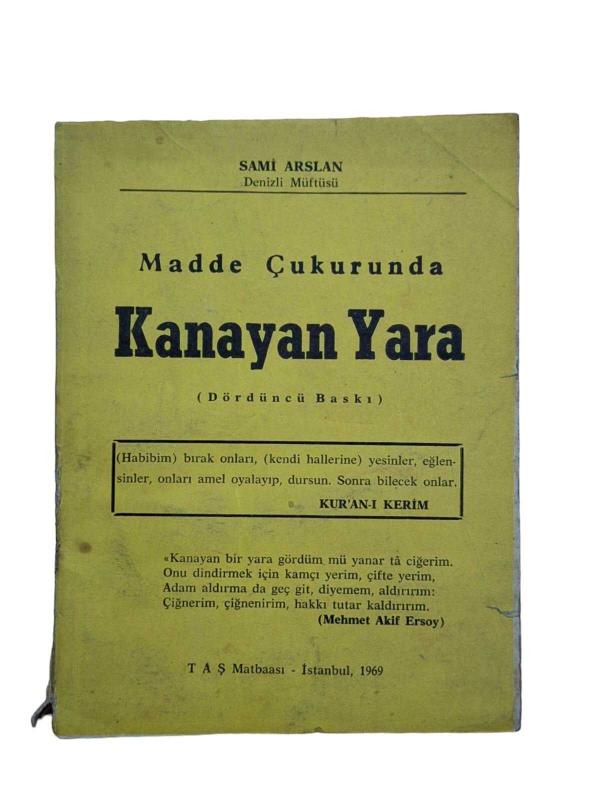 SAMİ ARSLAN
Denizli Müftüsü
Madde Çukurunda
Kanayan Yara
(Dördüncü Baskı)
(Habibim) bırak onları, (kendi hallerine) yesinler, eğlen-
sinler, onları amel oyalayıp, dursun. Sonra bilecek onlar.
KUR'AN-I KERİM
«Kanayan bir yara gördüm mü yanar tâ ciğerim.
Onu dindirmek için kamçı yerim, çifte yerim,
Adam aldırma da geç git, diyemem, aldırırım:
Çiğnerim, çiğnenirim, hakkı tutar kaldırırım.
(Mehmet Akif Ersoy)
TAŞ Matbaası - İstanbul, 1969